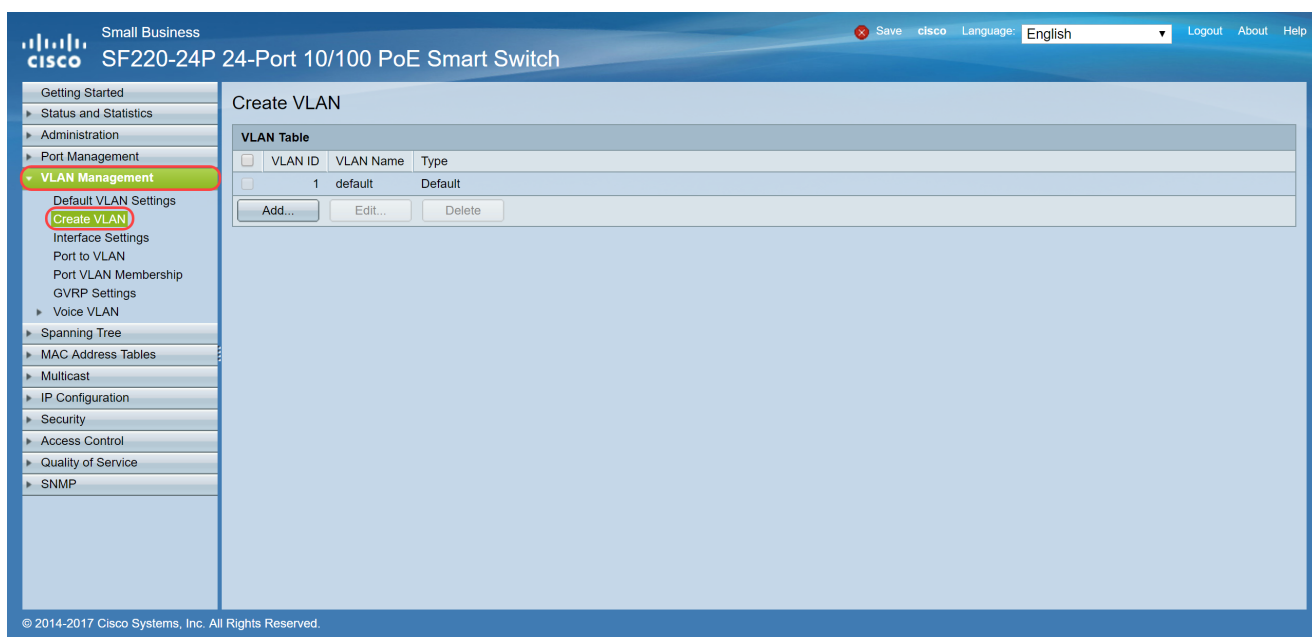 Small Business
cisco SF220-24P 24-Port 10/100 PoE Smart Switch
Save cisco Language: English Logout About Help
Getting Started
Status and Statistics
Administration
Port Management
VLAN Management
Default VLAN Settings
Create VLAN
Interface Settings
Port to VLAN
Port VLAN Membership
GVRP Settings
Voice VLAN
Spanning Tree
MAC Address Tables
Multicast
IP Configuration
Security
Access Control
Quality of Service
SNMP
Create VLAN
VLAN Table
VLAN ID VLAN Name Type
1 default Default
Add... Edit... Delete
© 2014-2017 Cisco Systems, Inc. All Rights Reserved.